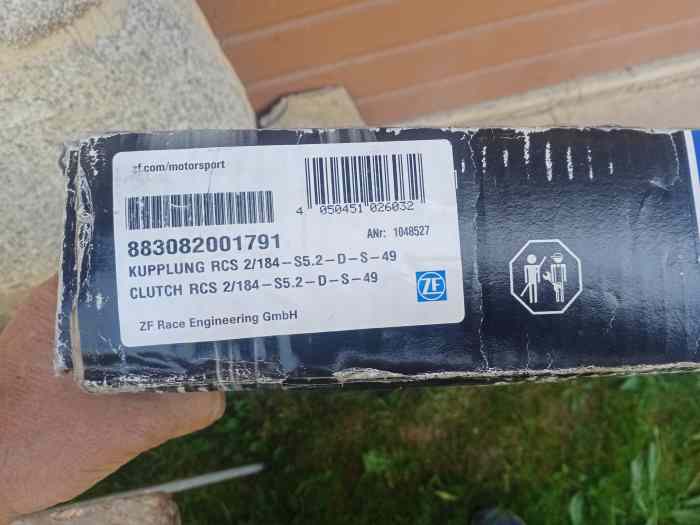 zf.com/motorsport
4 050451 026032
883082001791
ANr: 1048527
KUPPLUNG RCS 2/184-S5.2-D-S-49
CLUTCH RCS 2/184-S5.2-D-S-49
ZF
ZF Race Engineering GmbH